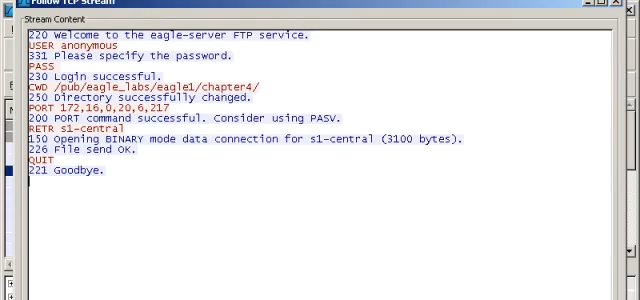 Follow TCP Stream
Stream Content
220 Welcome to the eagle-server FTP service.
USER anonymous
331 Please specify the password.
PASS
230 Login successful.
CWD /pub/eagle_labs/eagle1/chapter4/
250 Directory successfully changed.
PORT 172,16,0,20,6,217
200 PORT command successful. Consider using PASV.
RETR s1-central
150 Opening BINARY mode data connection for s1-central (3100 bytes).
226 File send OK.
QUIT
221 Goodbye.